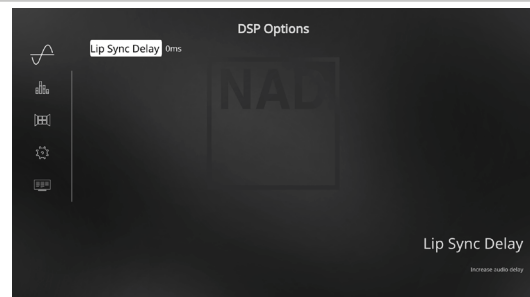 DSP Options
Lip Sync Delay 0ms
NAD
Lip Sync Delay
Increase audio delay